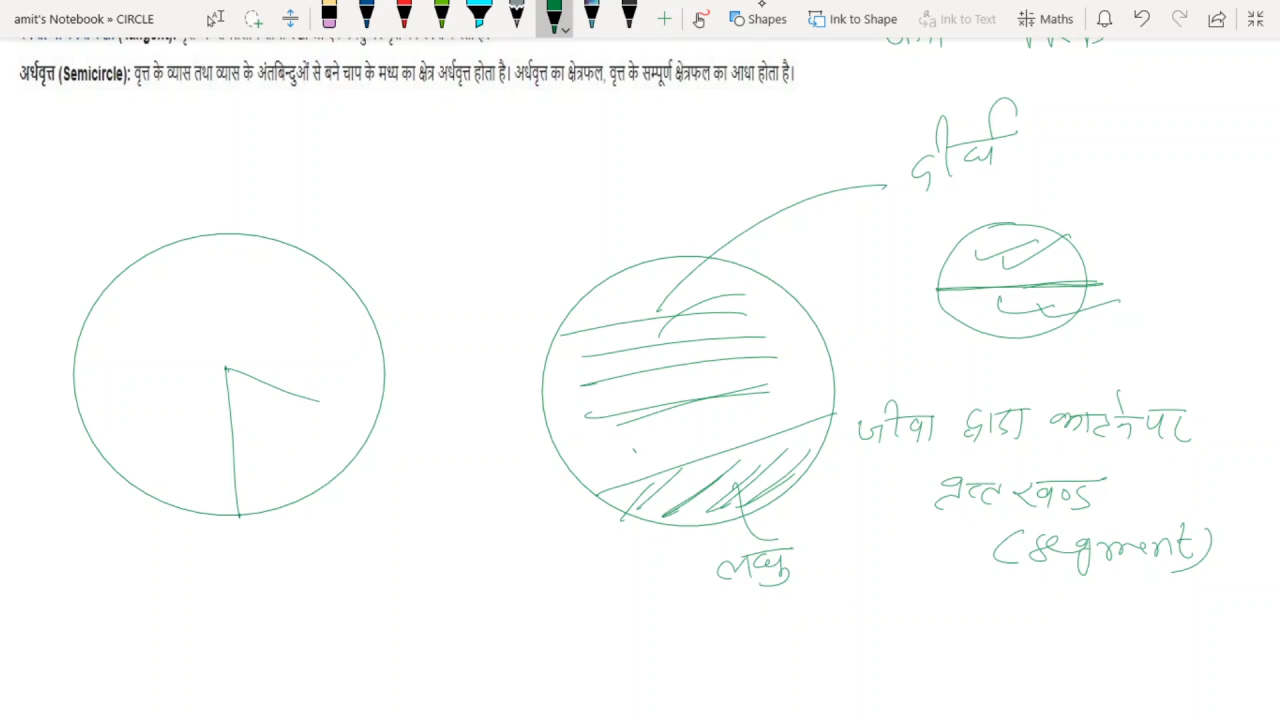 amit's Notebook » CIRCLE
Shapes
Ink to Shape
Ink to Text
Maths
अर्धवृत्त (Semicircle): वृत्त के व्यास तथा व्यास के अंतबिन्दुओं से बने चाप के मध्य का क्षेत्र अर्धवृत्त होता है। अर्धवृत्त का क्षेत्रफल, वृत्त के सम्पूर्ण क्षेत्रफल का आधा होता है।
दीर्घ
जीवा द्वारा काटने पर
वृत्तखण्ड
(segment)
लघु